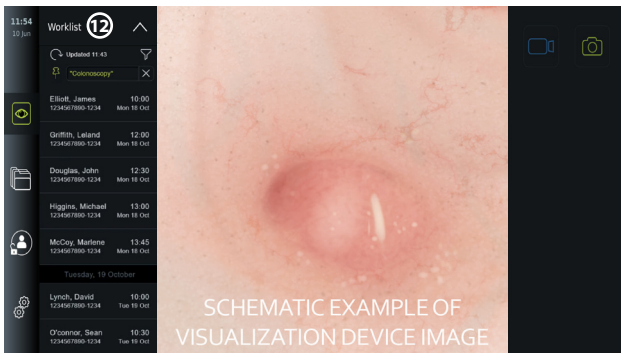 11:54
10 Jun
Worklist 12
Updated 11:43
"Colonoscopy"
Elliott, James 10:00
1234567890-1234 Mon 18 Oct
Griffith, Leland 12:00
1234567890-1234 Mon 18 Oct
Douglas, John 12:30
1234567890-1234 Mon 18 Oct
Higgins, Michael 13:00
1234567890-1234 Mon 18 Oct
McCoy, Marlene 13:45
1234567890-1234 Mon 18 Oct
Tuesday, 19 October
Lynch, David 10:00
1234567890-1234 Tue 19 Oct
O'connor, Sean 10:30
1234567890-1234 Tue 19 Oct
SCHEMATIC EXAMPLE OF
VISUALIZATION DEVICE IMAGE